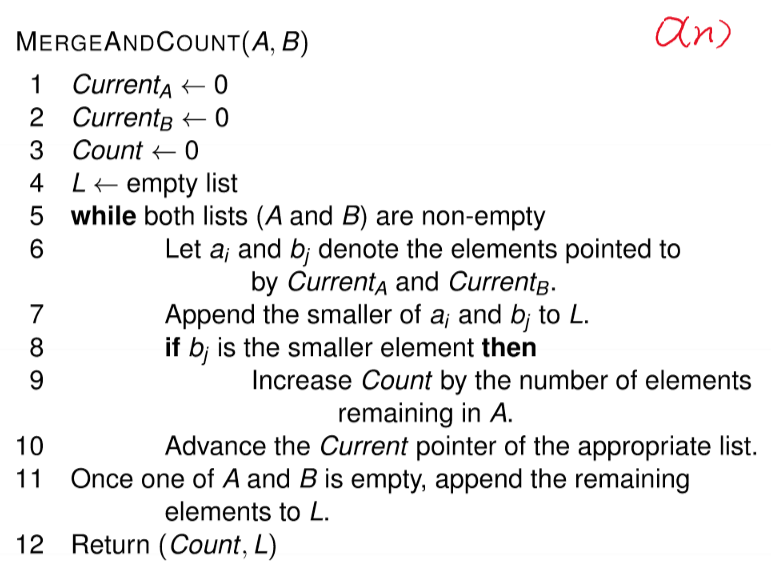 MERGEANDCOUNT(A, B)
O(n)
1 Current_A ← 0
2 Current_B ← 0
3 Count ← 0
4 L ← empty list
5 while both lists (A and B) are non-empty
6 Let a_i and b_j denote the elements pointed to
by Current_A and Current_B.
7 Append the smaller of a_i and b_j to L.
8 if b_j is the smaller element then
9 Increase Count by the number of elements
remaining in A.
10 Advance the Current pointer of the appropriate list.
11 Once one of A and B is empty, append the remaining
elements to L.
12 Return (Count, L)